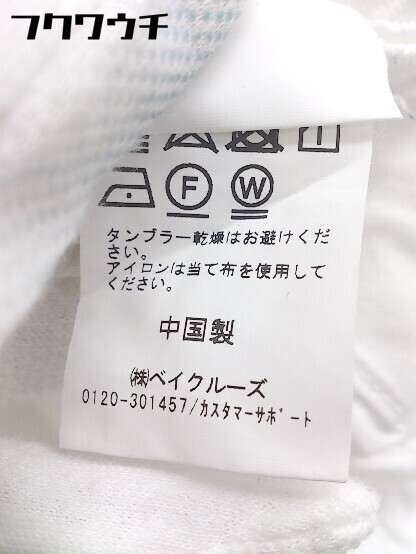 フクワウチ
F W
タンブラー乾燥はお避けくだ
さい。
アイロンは当て布を使用して
ください。
中国製
㈱ベイクルーズ
0120-301457/カスタマーサポート